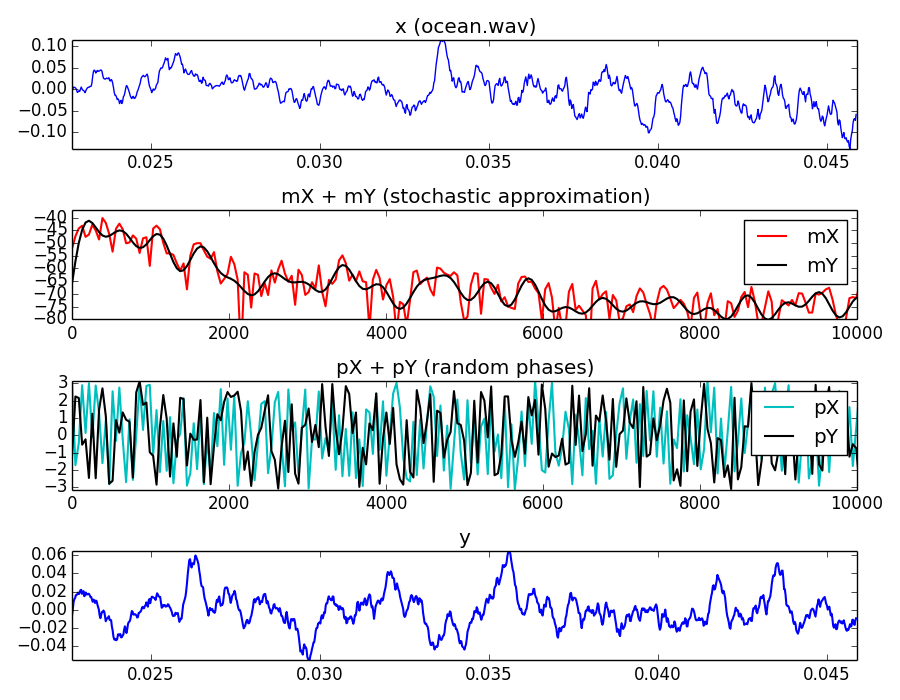 x (ocean.wav)
0.10
0.05
0.00
−0.05
−0.10
0.025 0.030 0.035 0.040 0.045
mX + mY (stochastic approximation)
−40
−45
−50
−55
−60
−65
−70
−75
−80
mX
mY
0 2000 4000 6000 8000 10000
pX + pY (random phases)
3
2
1
0
−1
−2
−3
pX
pY
0 2000 4000 6000 8000 10000
y
0.06
0.04
0.02
0.00
−0.02
−0.04
0.025 0.030 0.035 0.040 0.045